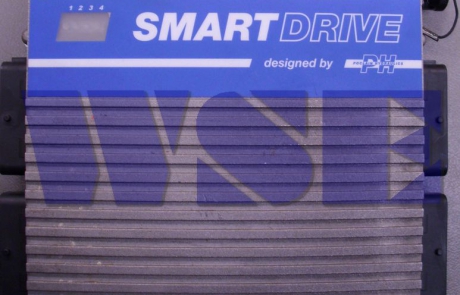 1 2 3 4
SMARTDRIVE
designed by PH
WSE